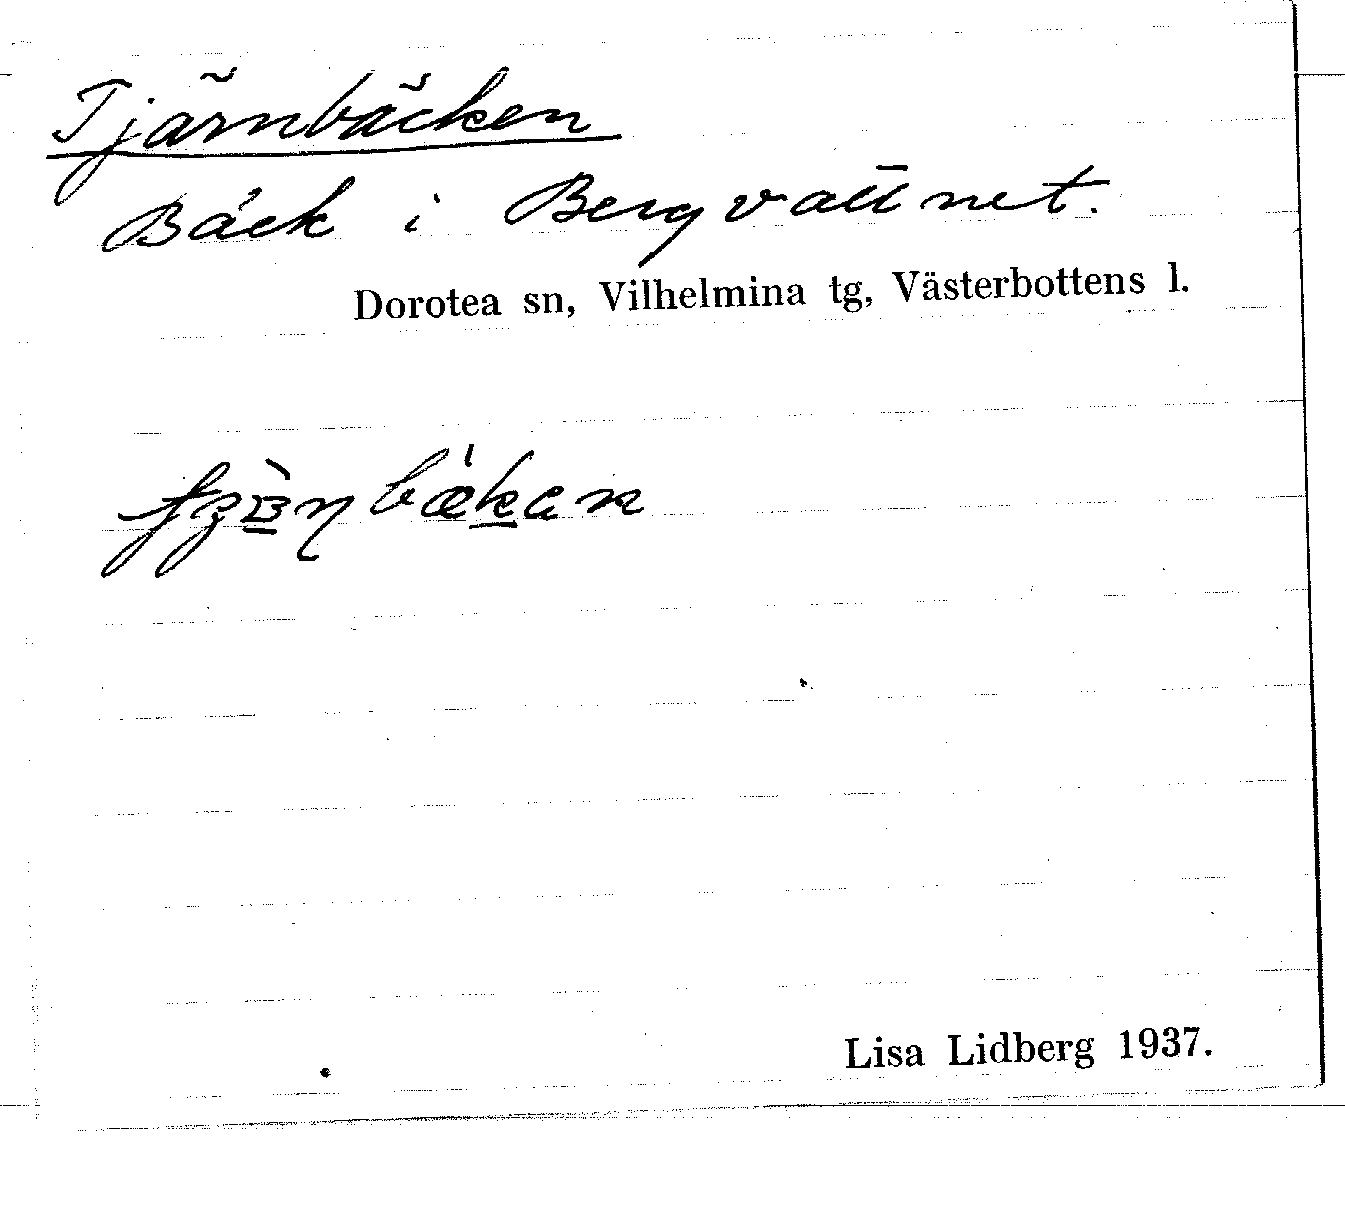 Tjärnbäcken
Bäck i Bergvattnet.
Dorotea sn, Vilhelmina tg, Västerbottens l.
Lisa Lidberg 1937.